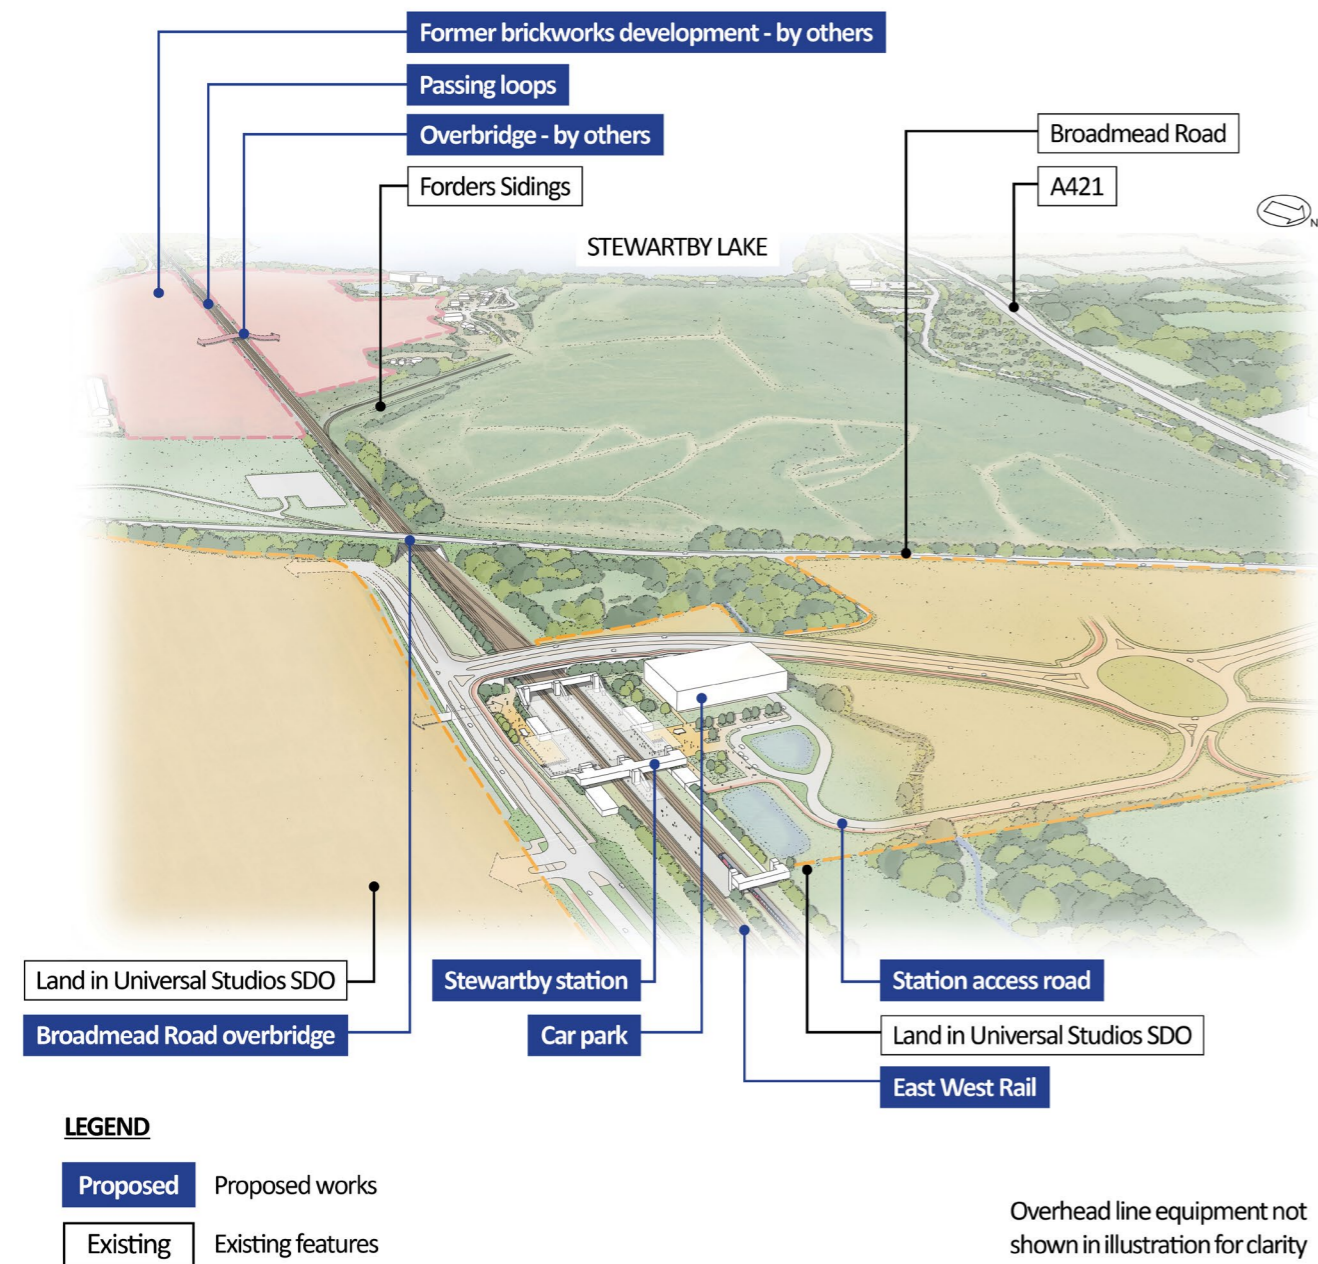 Former brickworks development - by others
Passing loops
Overbridge - by others
Forders Sidings
Broadmead Road
A421
N
STEWARTBY LAKE
Land in Universal Studios SDO
Broadmead Road overbridge
Stewartby station
Car park
Station access road
Land in Universal Studios SDO
East West Rail
LEGEND
Proposed Proposed works
Existing Existing features
Overhead line equipment not
shown in illustration for clarity